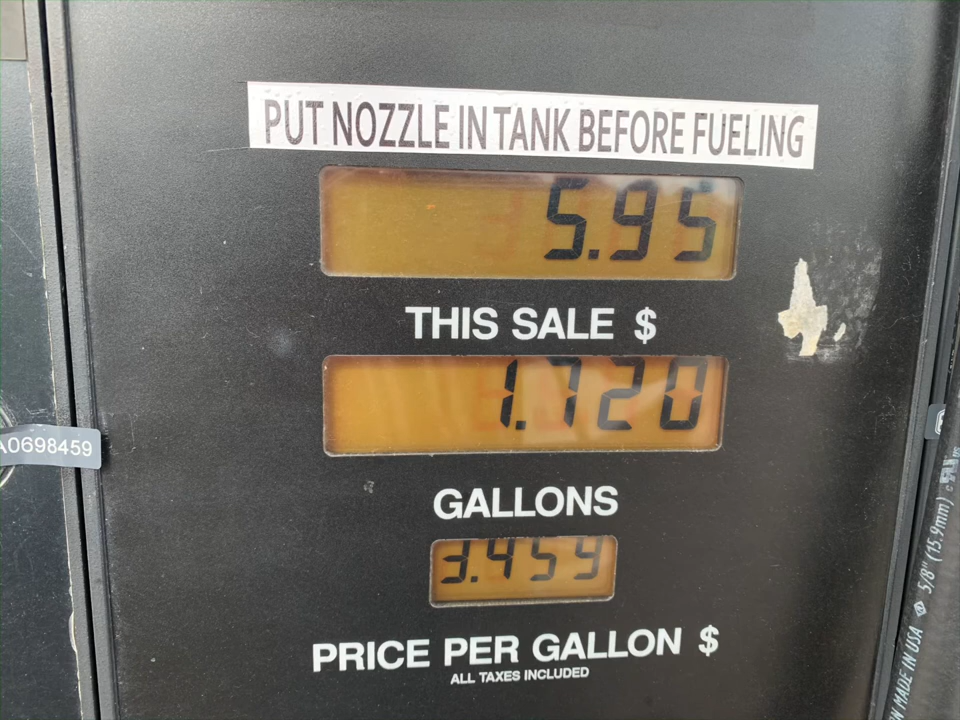 PUT NOZZLE IN TANK BEFORE FUELING
5.95
THIS SALE $
1.720
GALLONS
A0698459
3.459
PRICE PER GALLON $
ALL TAXES INCLUDED
MADE IN USA 5/8" (15.9mm)